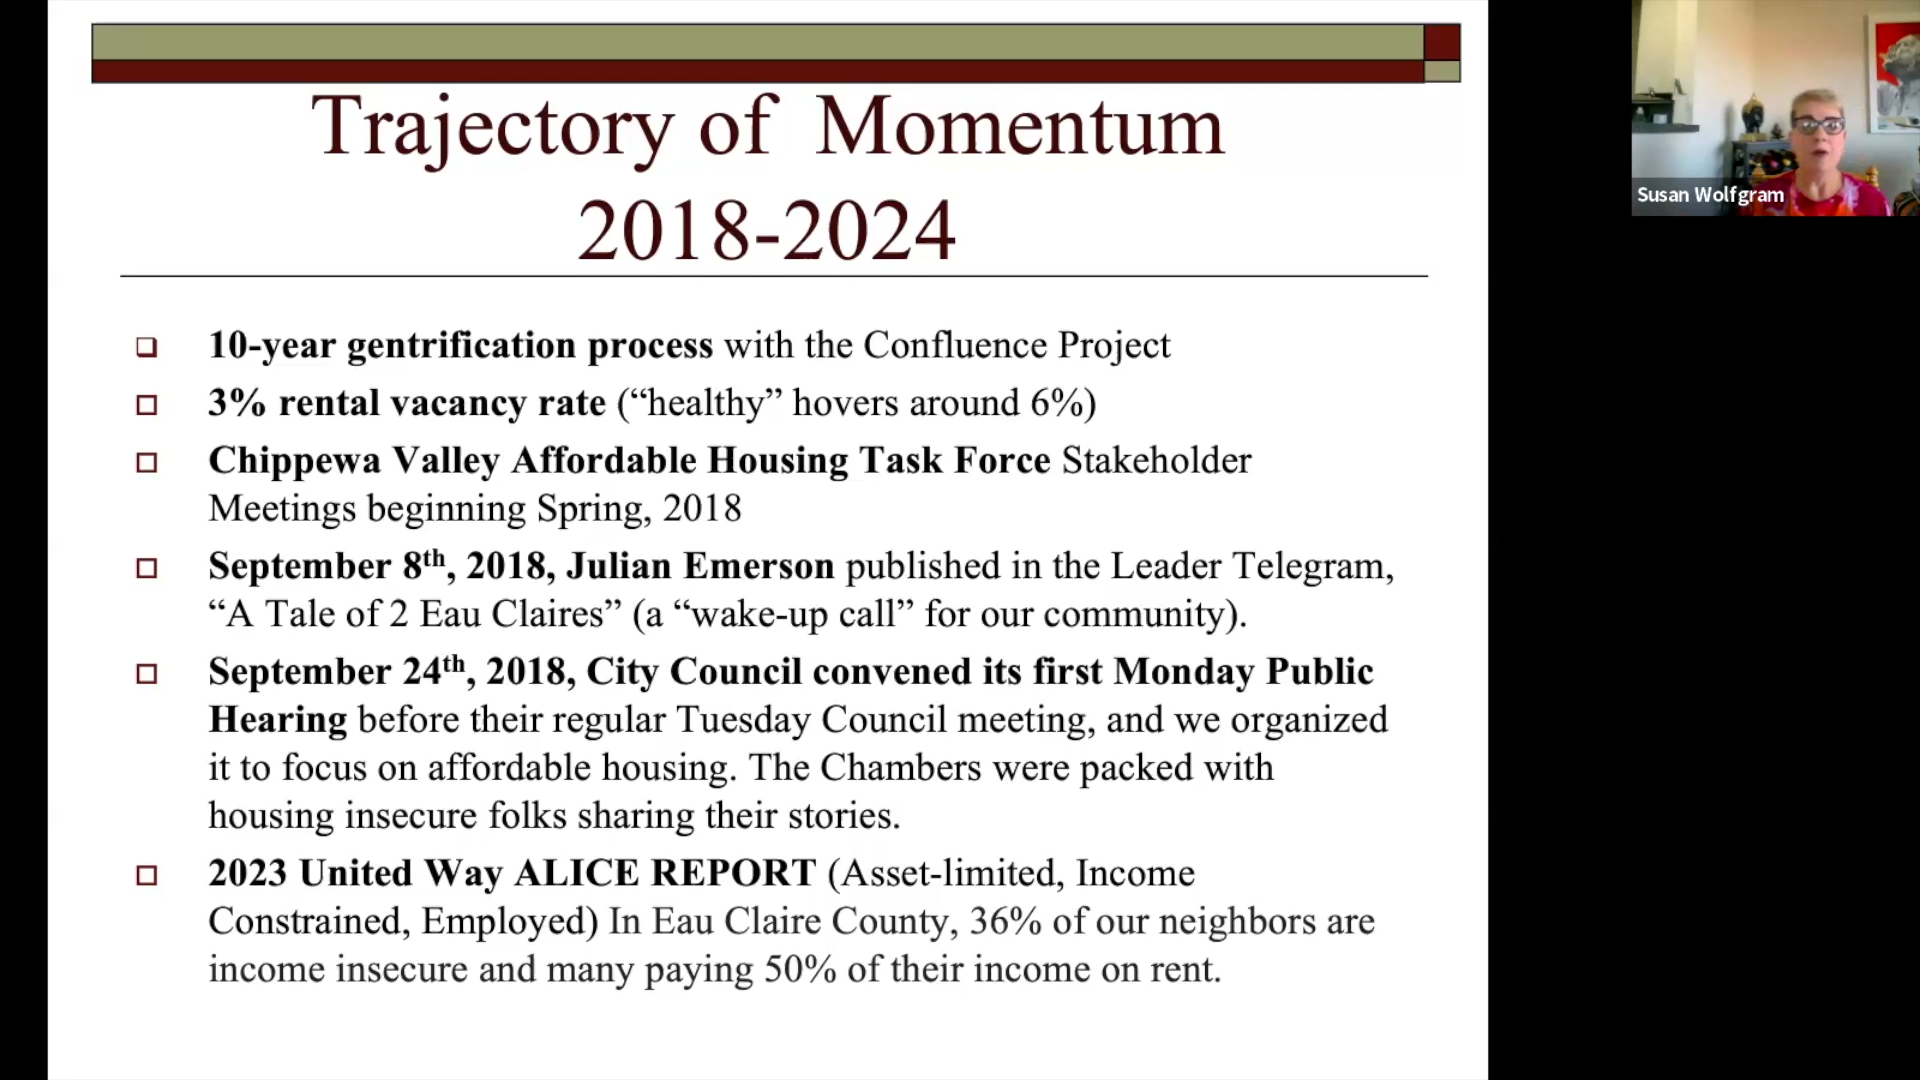 Trajectory of Momentum
2018-2024
10-year gentrification process with the Confluence Project
3% rental vacancy rate (“healthy” hovers around 6%)
Chippewa Valley Affordable Housing Task Force Stakeholder
Meetings beginning Spring, 2018
September 8th, 2018, Julian Emerson published in the Leader Telegram,
“A Tale of 2 Eau Claires” (a “wake-up call” for our community).
September 24th, 2018, City Council convened its first Monday Public
Hearing before their regular Tuesday Council meeting, and we organized
it to focus on affordable housing. The Chambers were packed with
housing insecure folks sharing their stories.
2023 United Way ALICE REPORT (Asset-limited, Income
Constrained, Employed) In Eau Claire County, 36% of our neighbors are
income insecure and many paying 50% of their income on rent.
Susan Wolfgram